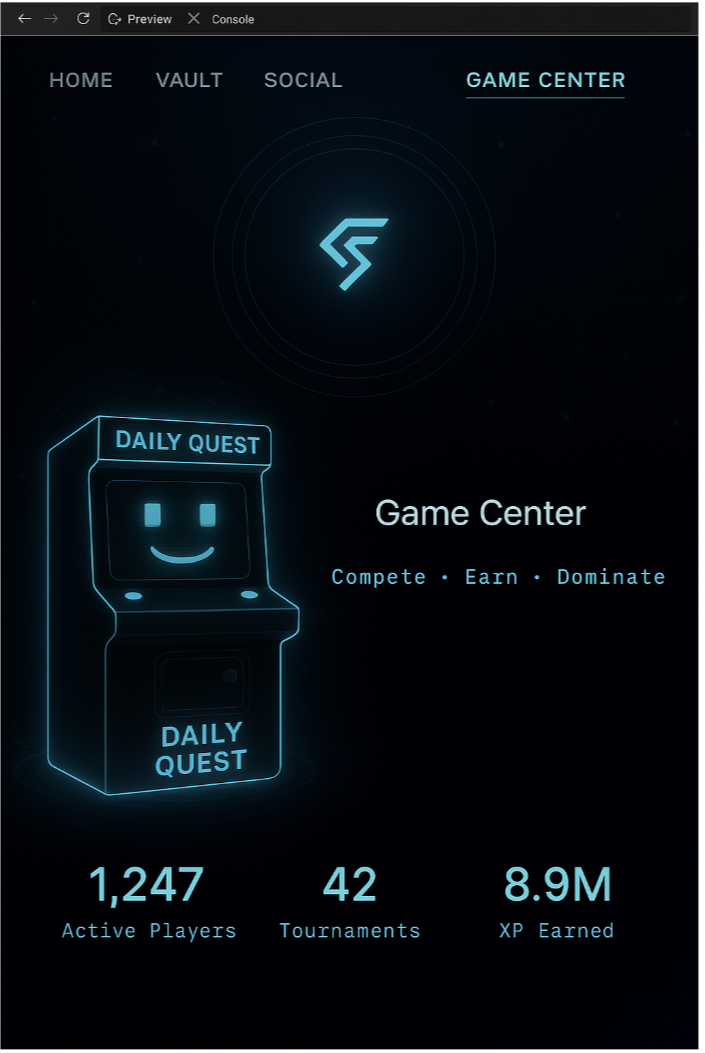 Preview Console
HOME VAULT SOCIAL GAME CENTER
DAILY QUEST
Game Center
Compete • Earn • Dominate
DAILY
QUEST
1,247 42 8.9M
Active Players Tournaments XP Earned